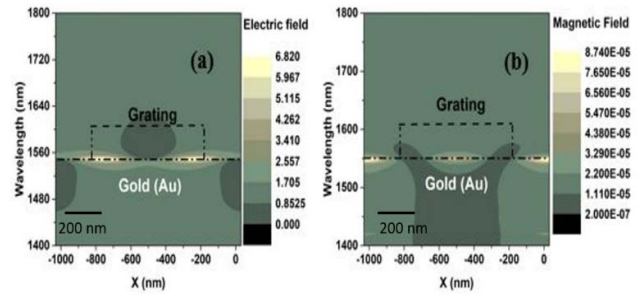 Electric field
Magnetic Field
1800
1720
1640
1560
1480
1400
Wavelength (nm)
(a)
Grating
Gold (Au)
200 nm
-1000
-800
-600
-400
-200
0
X (nm)
6.820
5.967
5.115
4.262
3.410
2.557
1.705
0.8525
0.000
1800
1700
1600
1500
1400
Wavelength (nm)
(b)
Grating
Gold (Au)
200 nm
-1000
-800
-600
-400
-200
0
X (nm)
8.740E-05
7.650E-05
6.560E-05
5.470E-05
4.380E-05
3.290E-05
2.200E-05
1.110E-05
2.000E-07